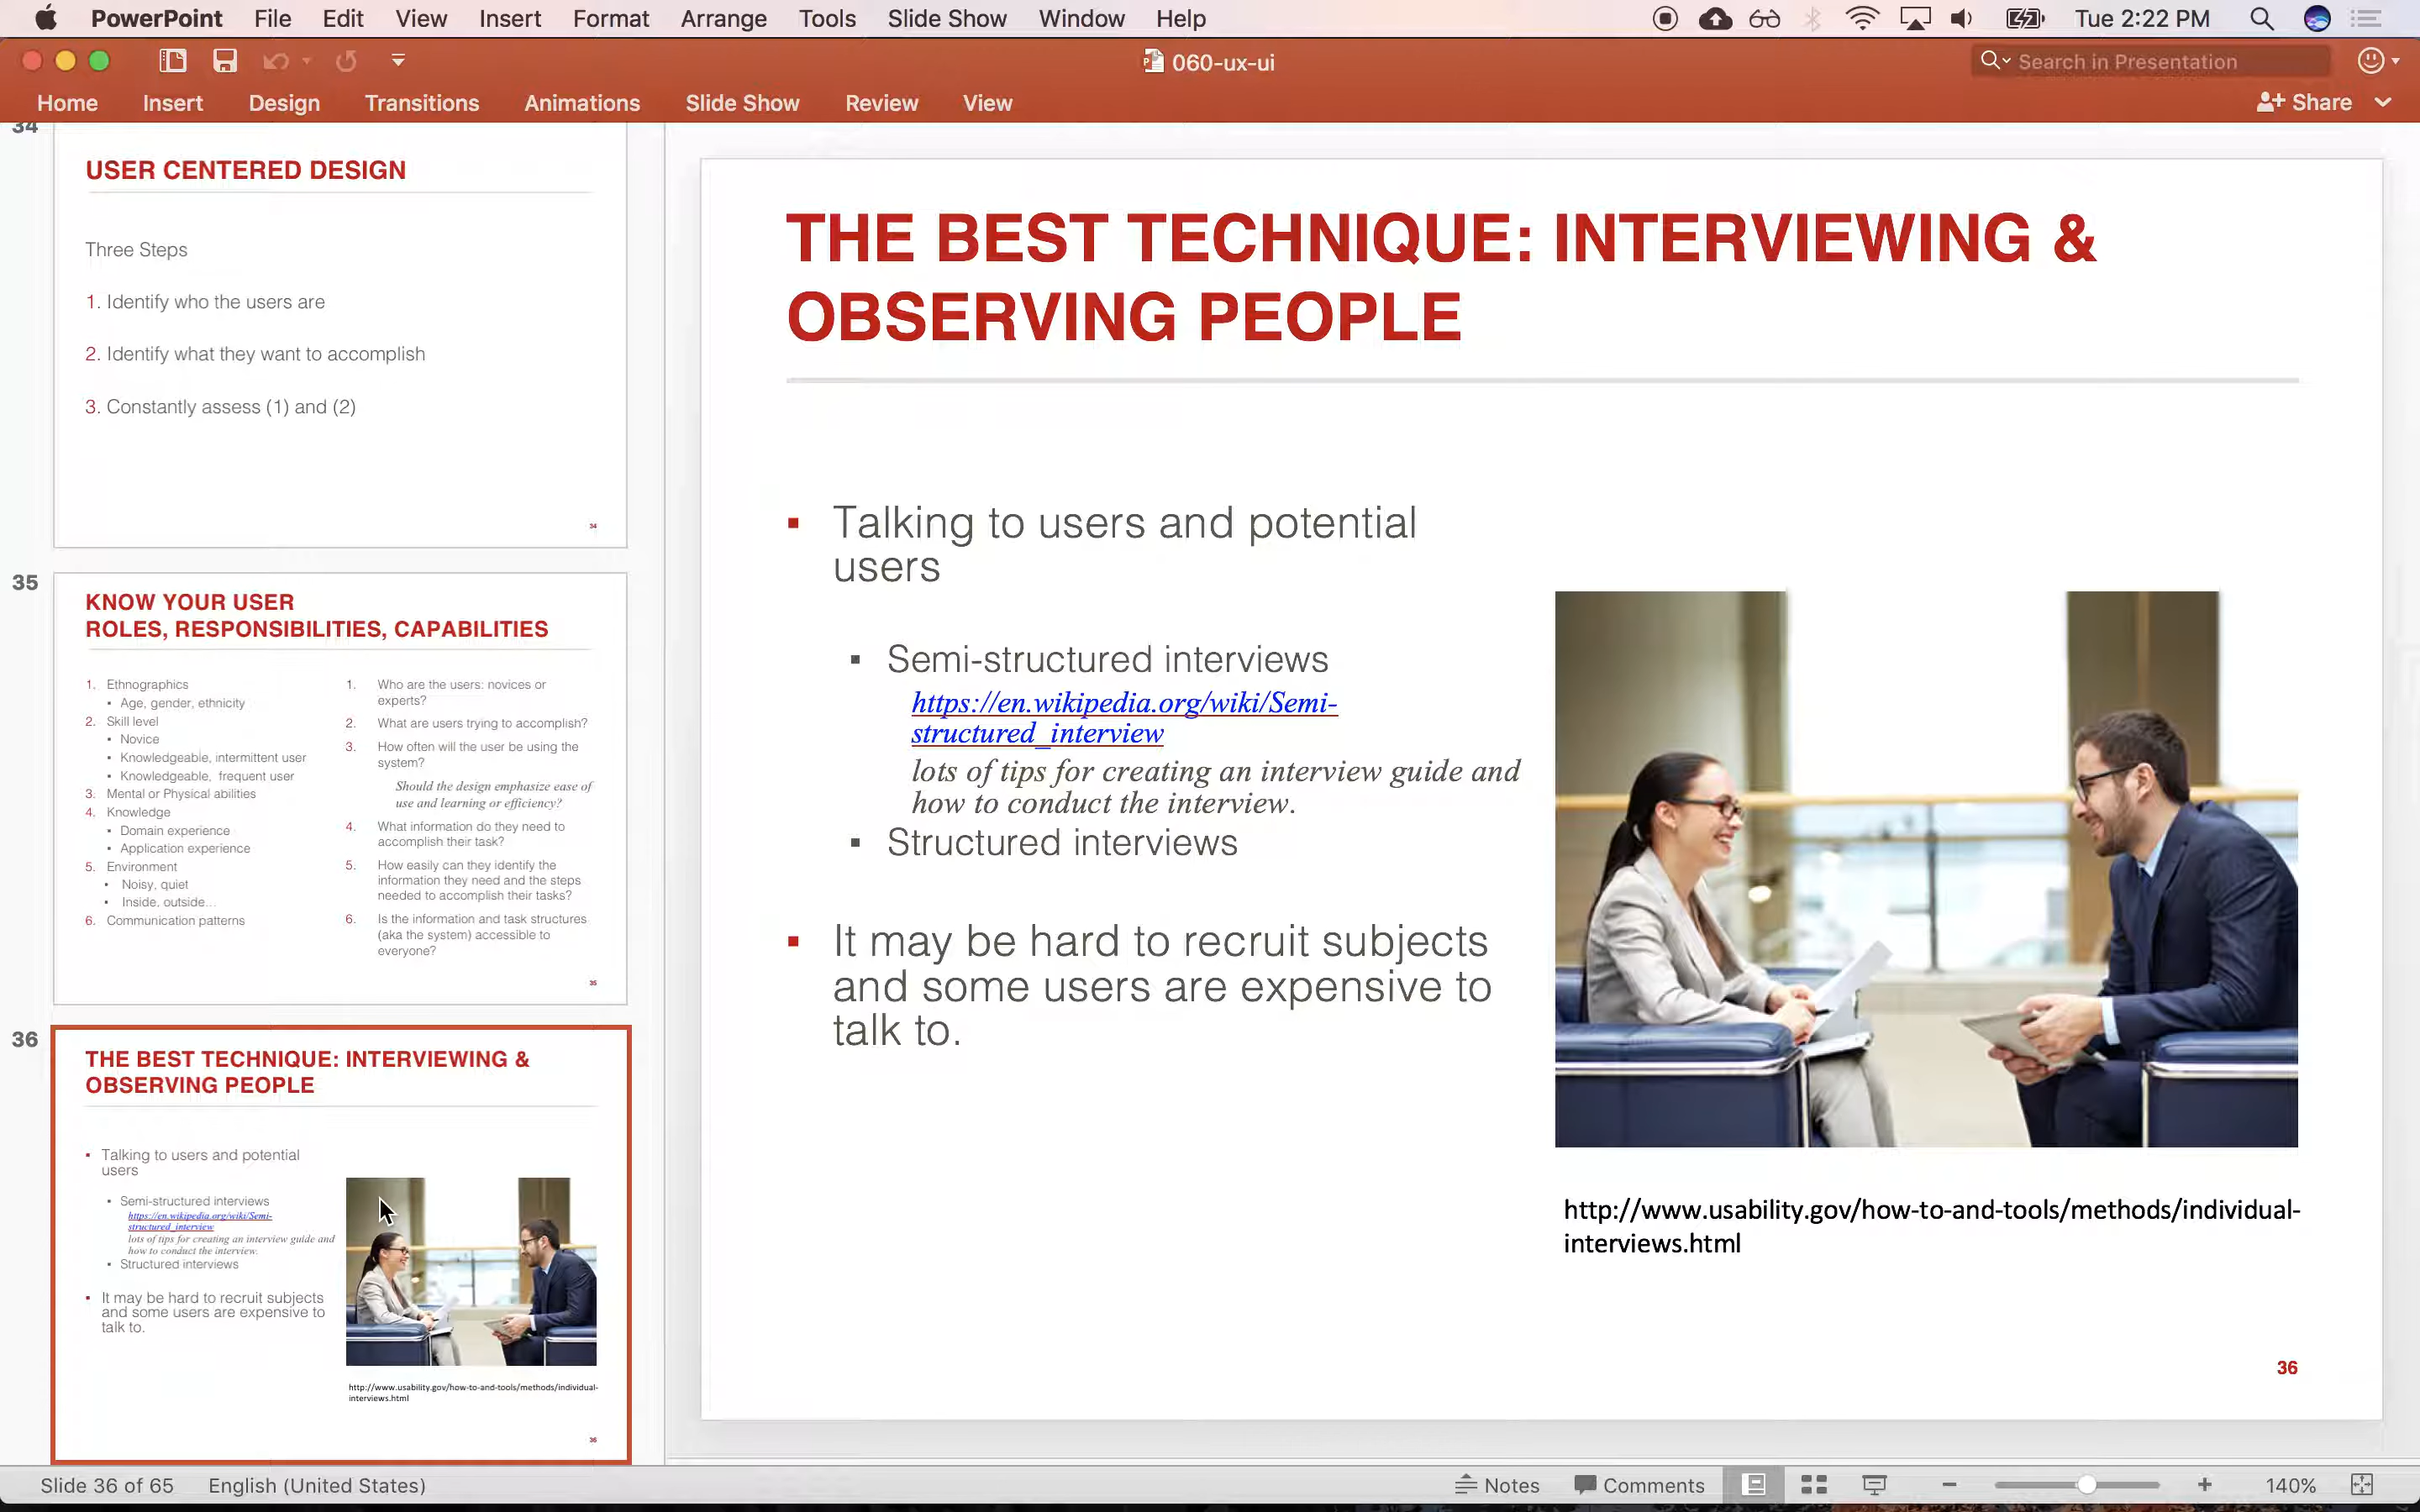 PowerPoint File Edit View Insert Format Arrange Tools Slide Show Window Help Tue 2:22 PM
060-ux-ui
Search in Presentation
Home Insert Design Transitions Animations Slide Show Review View Share
34
USER CENTERED DESIGN
Three Steps
1. Identify who the users are
2. Identify what they want to accomplish
3. Constantly assess (1) and (2)
34
35
KNOW YOUR USER
ROLES, RESPONSIBILITIES, CAPABILITIES
1. Ethnographics
▪ Age, gender, ethnicity
2. Skill level
▪ Novice
▪ Knowledgeable, intermittent user
▪ Knowledgeable, frequent user
3. Mental or Physical abilities
4. Knowledge
▪ Domain experience
▪ Application experience
5. Environment
• Noisy, quiet
• Inside, outside…
6. Communication patterns
1. Who are the users: novices or
experts?
2. What are users trying to accomplish?
3. How often will the user be using the
system?
Should the design emphasize ease of
use and learning or efficiency?
4. What information do they need to
accomplish their task?
5. How easily can they identify the
information they need and the steps
needed to accomplish their tasks?
6. Is the information and task structures
(aka the system) accessible to
everyone?
35
36
THE BEST TECHNIQUE: INTERVIEWING &
OBSERVING PEOPLE
▪ Talking to users and potential
users
▪ Semi-structured interviews
https://en.wikipedia.org/wiki/Semi-
structured_interview
lots of tips for creating an interview guide and
how to conduct the interview.
▪ Structured interviews
▪ It may be hard to recruit subjects
and some users are expensive to
talk to.
http://www.usability.gov/how-to-and-tools/methods/individual-
interviews.html
36
THE BEST TECHNIQUE: INTERVIEWING &
OBSERVING PEOPLE
▪ Talking to users and potential
users
▪ Semi-structured interviews
https://en.wikipedia.org/wiki/Semi-
structured_interview
lots of tips for creating an interview guide and
how to conduct the interview.
▪ Structured interviews
▪ It may be hard to recruit subjects
and some users are expensive to
talk to.
http://www.usability.gov/how-to-and-tools/methods/individual-
interviews.html
36
Slide 36 of 65 English (United States) Notes Comments 140%